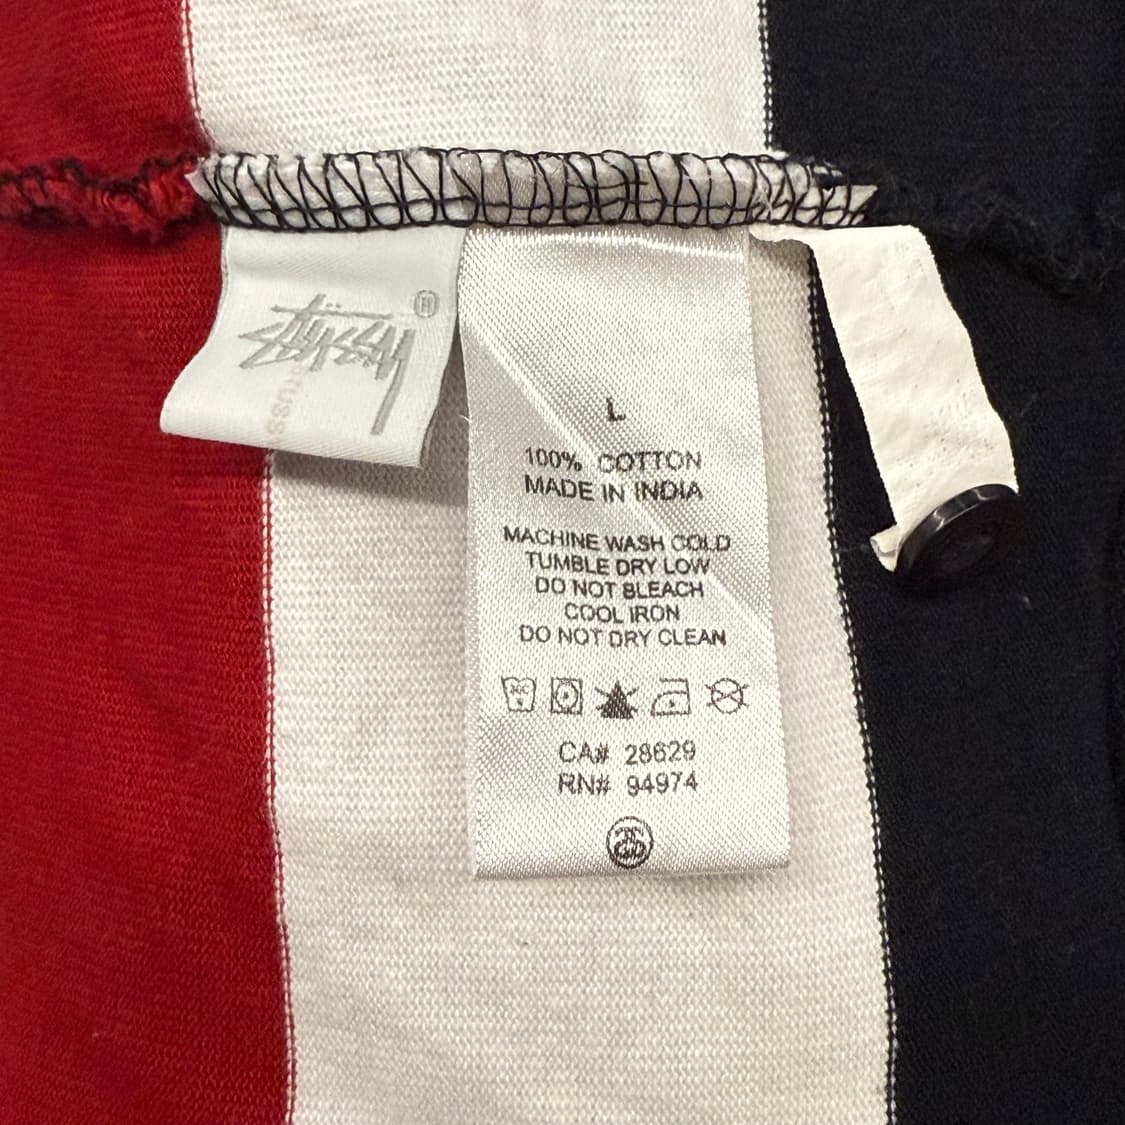 Stüssy ®
L
100% COTTON
MADE IN INDIA
MACHINE WASH COLD
TUMBLE DRY LOW
DO NOT BLEACH
COOL IRON
DO NOT DRY CLEAN
CA# 28629
RN# 94974